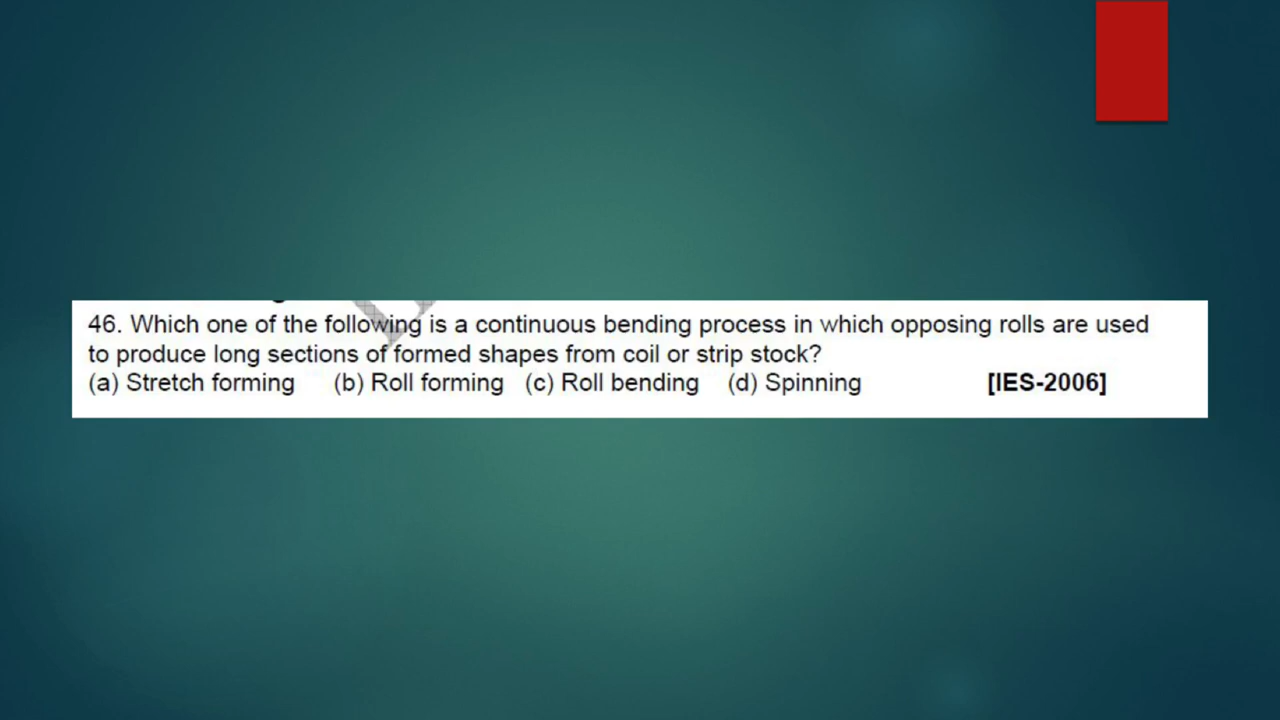 46. Which one of the following is a continuous bending process in which opposing rolls are used
to produce long sections of formed shapes from coil or strip stock?
(a) Stretch forming (b) Roll forming (c) Roll bending (d) Spinning [IES-2006]